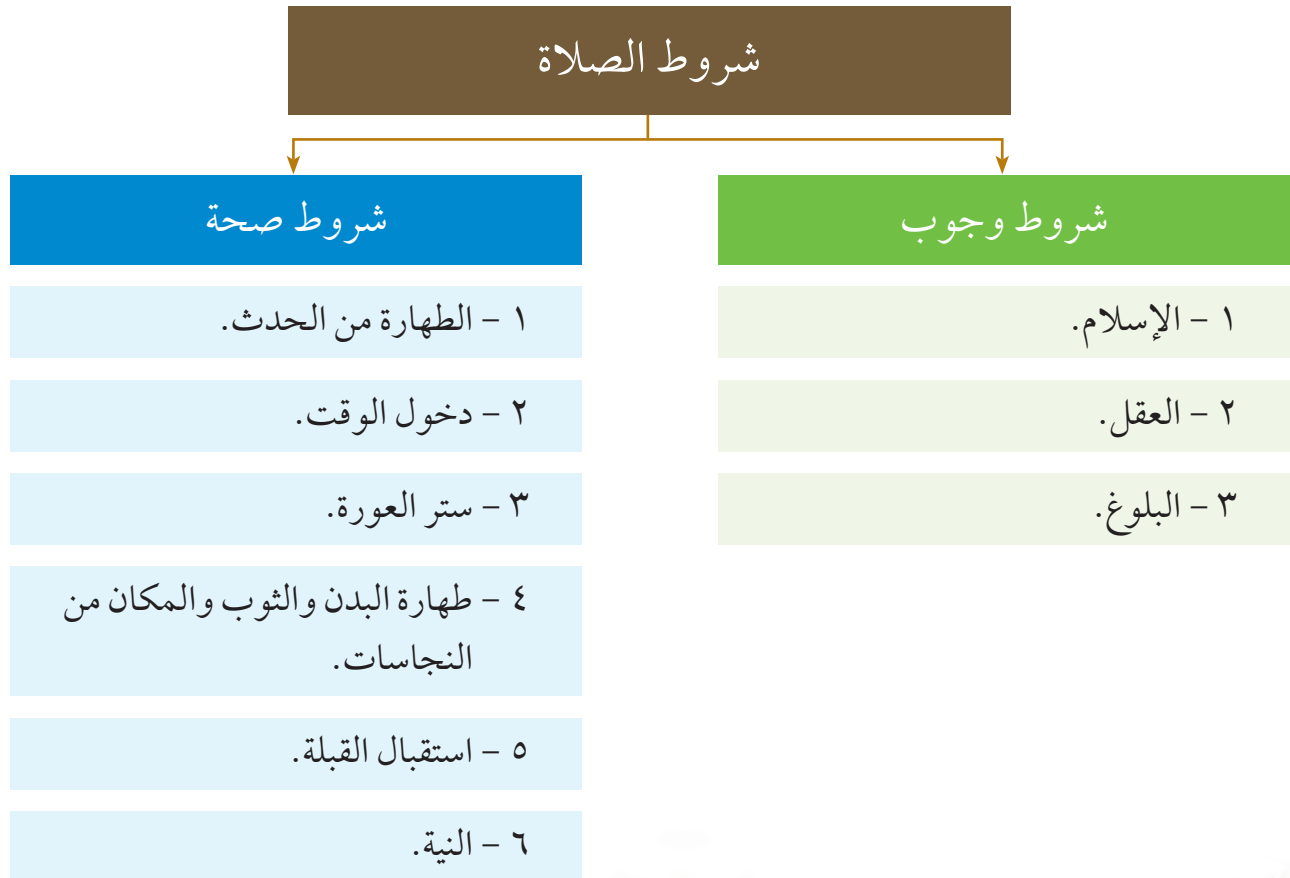 شروط الصلاة
شروط وجوب
١ – الإسلام.
٢ – العقل.
٣ – البلوغ.
شروط صحة
١ – الطهارة من الحدث.
٢ – دخول الوقت.
٣ – ستر العورة.
٤ – طهارة البدن والثوب والمكان من
النجاسات.
٥ – استقبال القبلة.
٦ – النية.